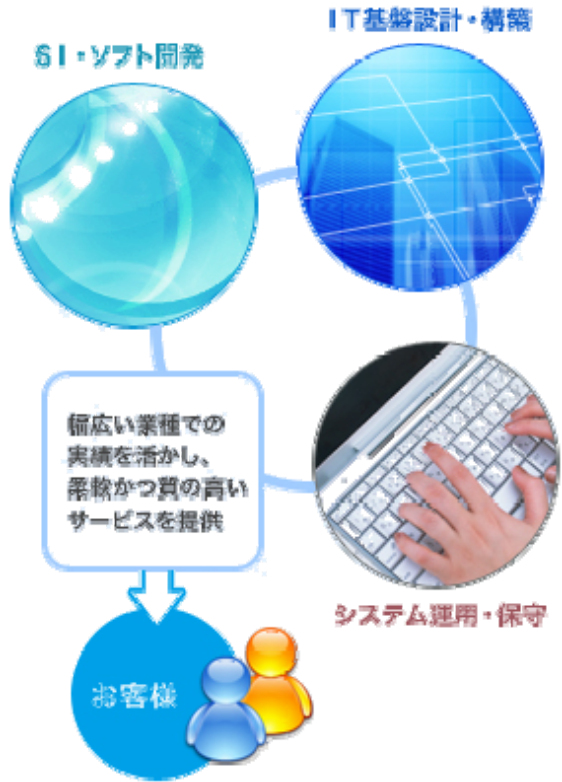 SI・ソフト開発
IT基盤設計・構築
幅広い業種での
実績を活かし、
柔軟かつ質の高い
サービスを提供
システム運用・保守
お客様